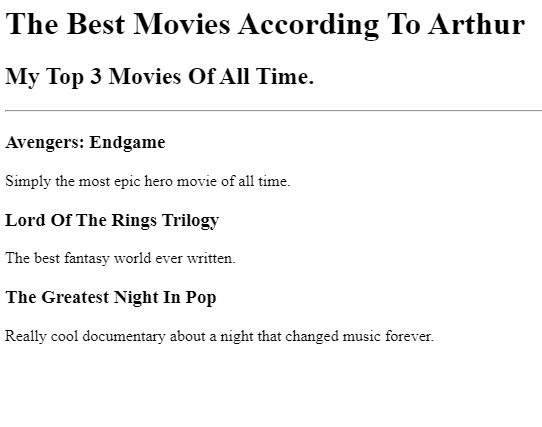 The Best Movies According To Arthur
My Top 3 Movies Of All Time.
Avengers: Endgame
Simply the most epic hero movie of all time.
Lord Of The Rings Trilogy
The best fantasy world ever written.
The Greatest Night In Pop
Really cool documentary about a night that changed music forever.